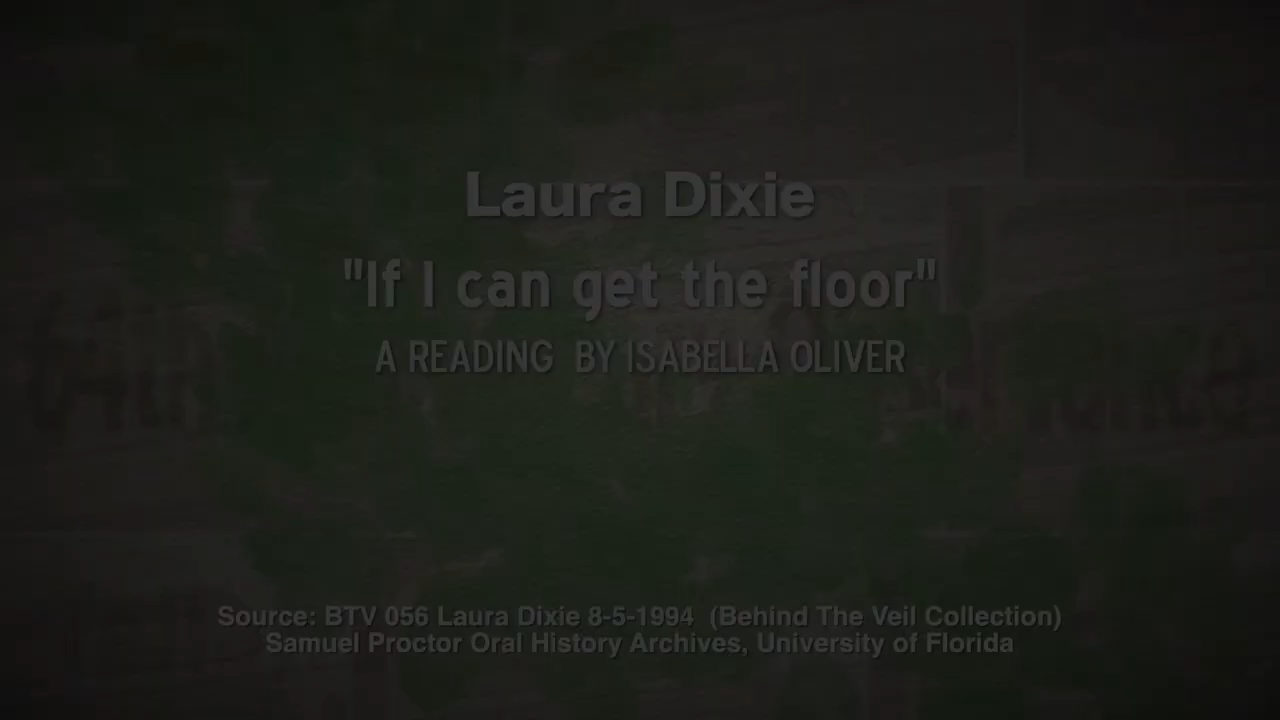 Laura Dixie
"If I can get the floor"
A READING BY ISABELLA OLIVER
Source: BTV 056 Laura Dixie 8-5-1994 (Behind The Veil Collection)
Samuel Proctor Oral History Archives, University of Florida